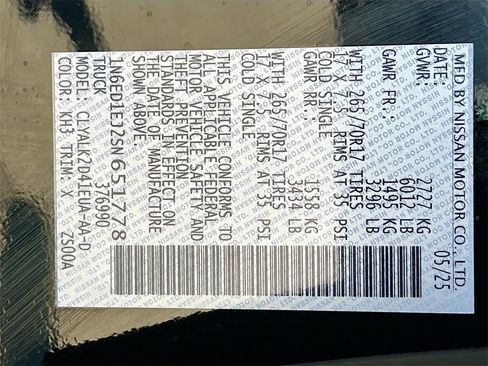 MFD BY NISSAN MOTOR CO., LTD.
DATE: 05/25
GVWR: 2727 KG
6012 LB
GAWR FR: 1495 KG
3296 LB
WITH 265/70R17 TIRES
17 X 7.5 RIMS AT 35 PSI
COLD SINGLE
GAWR RR: 1558 KG
3434 LB
WITH 265/70R17 TIRES
17 X 7.5 RIMS AT 35 PSI
COLD SINGLE
THIS VEHICLE CONFORMS TO
ALL APPLICABLE FEDERAL
MOTOR VEHICLE SAFETY AND
THEFT PREVENTION
STANDARDS IN EFFECT ON
THE DATE OF MANUFACTURE
SHOWN ABOVE.
1N6ED1EJ2SN651778
TRUCK 376990
MODEL CLYALK2D41EUA-AA-D
COLOR: KH3 TRIM: X ZS00A